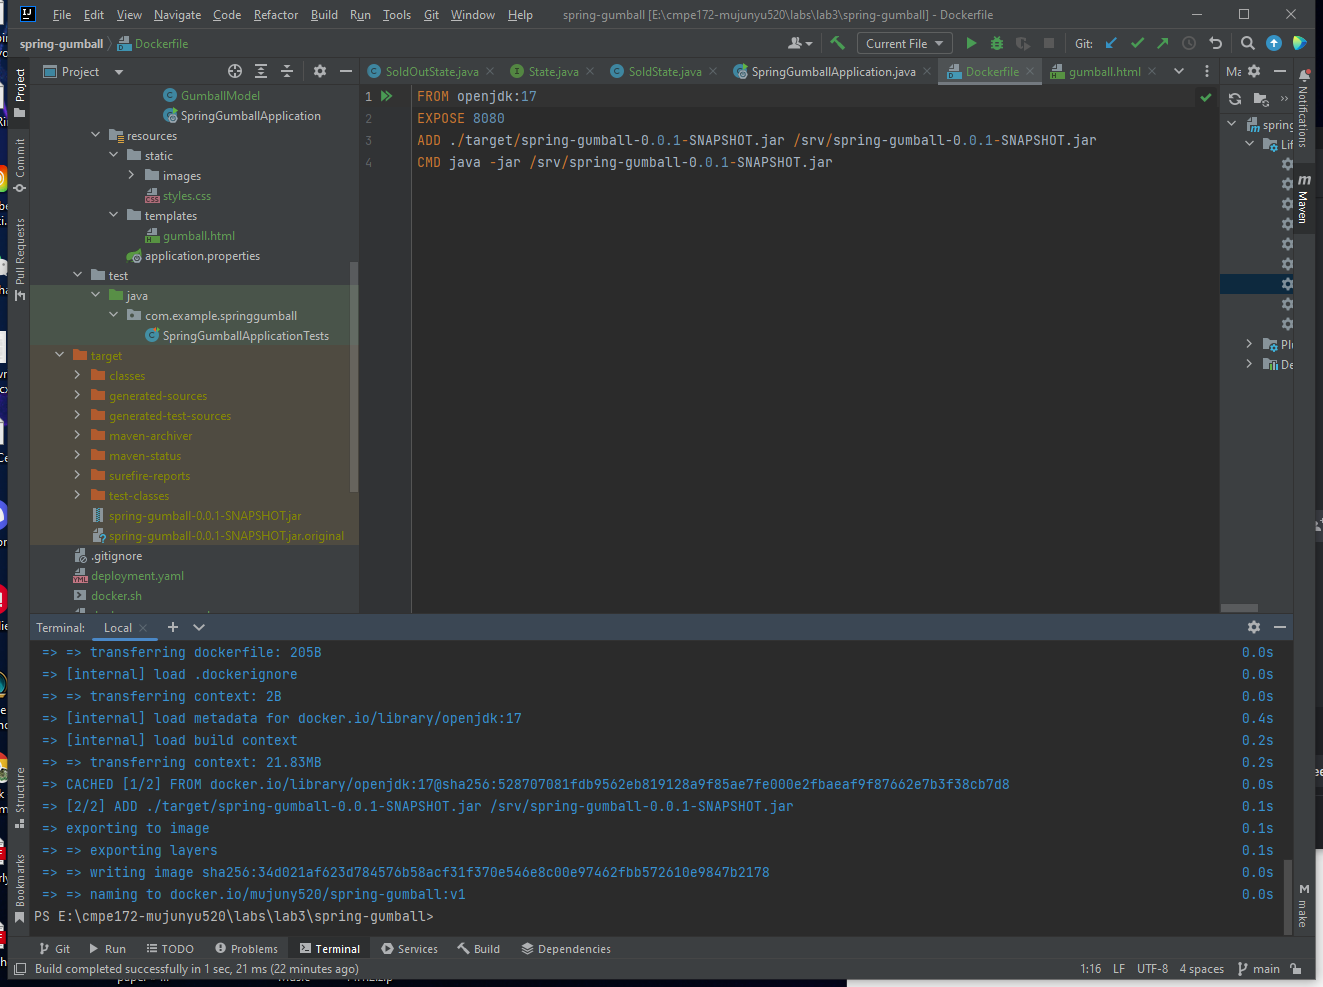 File Edit View Navigate Code Refactor Build Run Tools Git Window Help spring-gumball [E:\cmpe172-mujunyu520\labs\lab3\spring-gumball] - Dockerfile
spring-gumball Dockerfile Current File Git:
Project SoldOutState.java State.java SoldState.java SpringGumballApplication.java Dockerfile gumball.html Ma
Project
Commit
Pull Requests
Structure
Bookmarks
GumballModel
SpringGumballApplication
resources
static
images
styles.css
templates
gumball.html
application.properties
test
java
com.example.springgumball
SpringGumballApplicationTests
target
classes
generated-sources
generated-test-sources
maven-archiver
maven-status
surefire-reports
test-classes
spring-gumball-0.0.1-SNAPSHOT.jar
spring-gumball-0.0.1-SNAPSHOT.jar.original
.gitignore
deployment.yaml
docker.sh
1 FROM openjdk:17
2 EXPOSE 8080
3 ADD ./target/spring-gumball-0.0.1-SNAPSHOT.jar /srv/spring-gumball-0.0.1-SNAPSHOT.jar
4 CMD java -jar /srv/spring-gumball-0.0.1-SNAPSHOT.jar
spring
Lif
Plu
De
Notifications
m
Maven
M
make
Terminal: Local
=> => transferring dockerfile: 205B 0.0s
=> [internal] load .dockerignore 0.0s
=> => transferring context: 2B 0.0s
=> [internal] load metadata for docker.io/library/openjdk:17 0.4s
=> [internal] load build context 0.2s
=> => transferring context: 21.83MB 0.2s
=> CACHED [1/2] FROM docker.io/library/openjdk:17@sha256:528707081fdb9562eb819128a9f85ae7fe000e2fbaeaf9f87662e7b3f38cb7d8 0.0s
=> [2/2] ADD ./target/spring-gumball-0.0.1-SNAPSHOT.jar /srv/spring-gumball-0.0.1-SNAPSHOT.jar 0.1s
=> exporting to image 0.1s
=> => exporting layers 0.1s
=> => writing image sha256:34d021af623d784576b58acf31f370e546e8c00e97462fbb572610e9847b2178 0.0s
=> => naming to docker.io/mujuny520/spring-gumball:v1 0.0s
PS E:\cmpe172-mujunyu520\labs\lab3\spring-gumball>
Git Run TODO Problems Terminal Services Build Dependencies
Build completed successfully in 1 sec, 21 ms (22 minutes ago) 1:16 LF UTF-8 4 spaces main